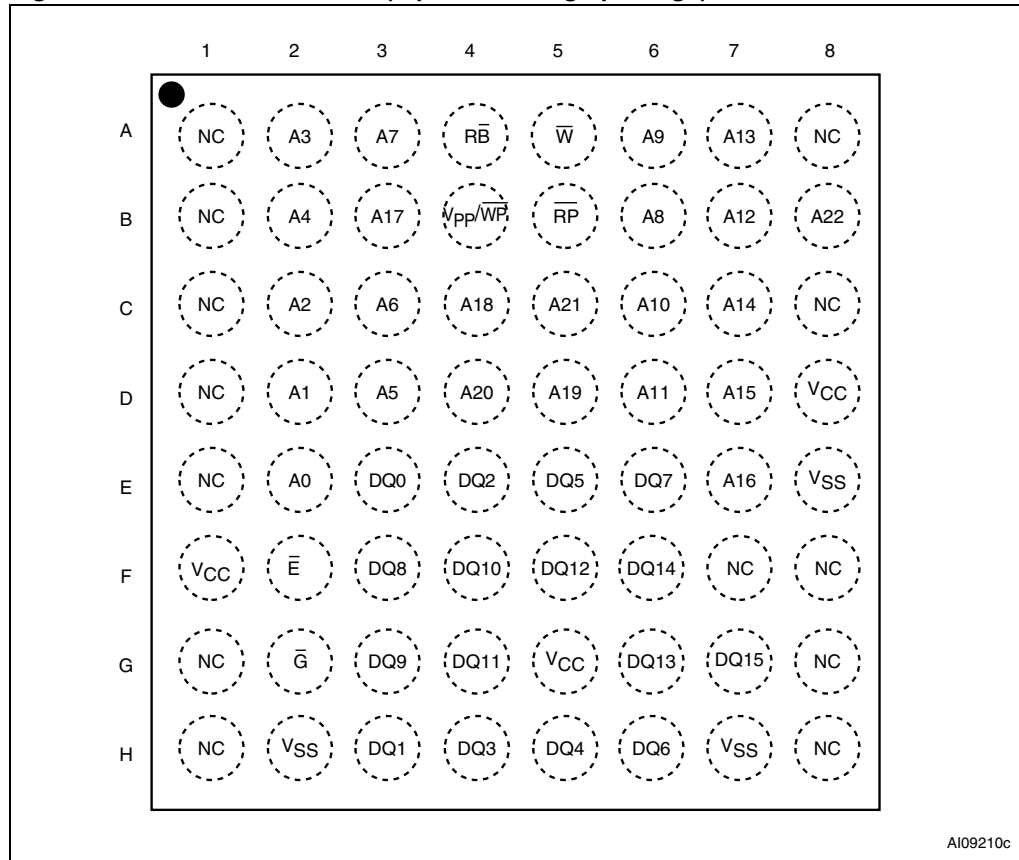 1 2 3 4 5 6 7 8
A NC A3 A7 RB̅ W̅ A9 A13 NC
B NC A4 A17 VPP/W̅P̅ R̅P̅ A8 A12 A22
C NC A2 A6 A18 A21 A10 A14 NC
D NC A1 A5 A20 A19 A11 A15 VCC
E NC A0 DQ0 DQ2 DQ5 DQ7 A16 VSS
F VCC E̅ DQ8 DQ10 DQ12 DQ14 NC NC
G NC G̅ DQ9 DQ11 VCC DQ13 DQ15 NC
H NC VSS DQ1 DQ3 DQ4 DQ6 VSS NC
AI09210c